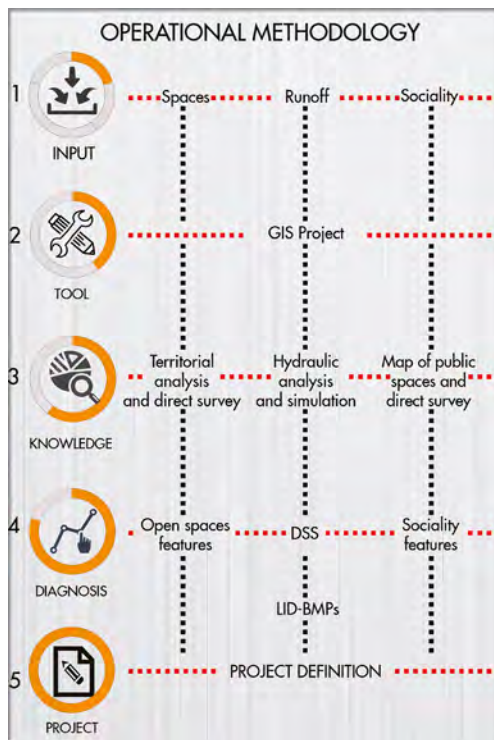 OPERATIONAL METHODOLOGY
1
INPUT
Spaces
Runoff
Sociality
2
TOOL
GIS Project
3
KNOWLEDGE
Territorial
analysis
and direct survey
Hydraulic
analysis
and simulation
Map of public
spaces and
direct survey
4
DIAGNOSIS
Open spaces
features
DSS
Sociality
features
LID-BMPs
5
PROJECT
PROJECT DEFINITION